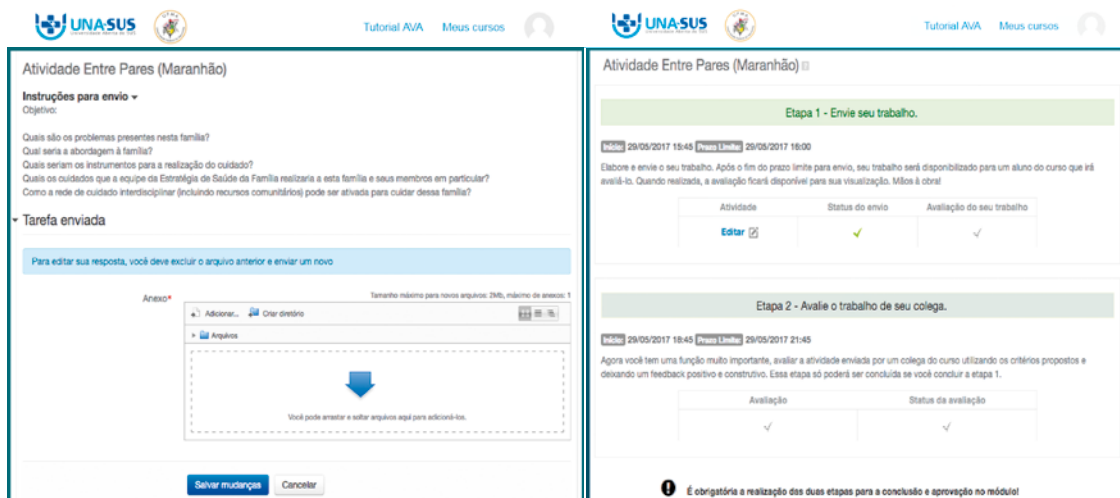 UNA-SUS
Tutorial AVA Meus cursos
Atividade Entre Pares (Maranhão)
Instruções para envio
Objetivo:
Quais são os problemas presentes nesta família?
Qual seria a abordagem à família?
Quais seriam os instrumentos para a realização do cuidado?
Quais os cuidados que a equipe da Estratégia de Saúde da Família realizaria a esta família e seus membros em particular?
Como a rede de cuidado interdisciplinar (incluindo recursos comunitários) pode ser ativada para cuidar dessa família?
Tarefa enviada
Para editar sua resposta, você deve excluir o arquivo anterior e enviar um novo
Anexo*
Tamanho máximo para novos arquivos: 2Mb, máximo de anexos: 1
Adicionar... Criar diretório
Arquivos
Você pode arrastar e soltar arquivos aqui para adicioná-los.
Salvar mudanças Cancelar
UNA-SUS
Tutorial AVA Meus cursos
Atividade Entre Pares (Maranhão)
Etapa 1 - Envie seu trabalho.
Início: 29/05/2017 15:45 Prazo Limite: 29/05/2017 18:00
Elabore e envie o seu trabalho. Após o fim do prazo limite para envio, seu trabalho será disponibilizado para um aluno do curso que irá
avaliá-lo. Quando realizada, a avaliação ficará disponível para sua visualização. Mãos à obra!
Atividade Status do envio Avaliação do seu trabalho
Editar
Etapa 2 - Avalie o trabalho de seu colega.
Início: 29/05/2017 18:45 Prazo Limite: 29/05/2017 21:45
Agora você tem uma função muito importante, avaliar a atividade enviada por um colega do curso utilizando os critérios propostos e
deixando um feedback positivo e construtivo. Essa etapa só poderá ser concluída se você concluir a etapa 1.
Avaliação Status da avaliação
É obrigatória a realização das duas etapas para a conclusão e aprovação no módulo!